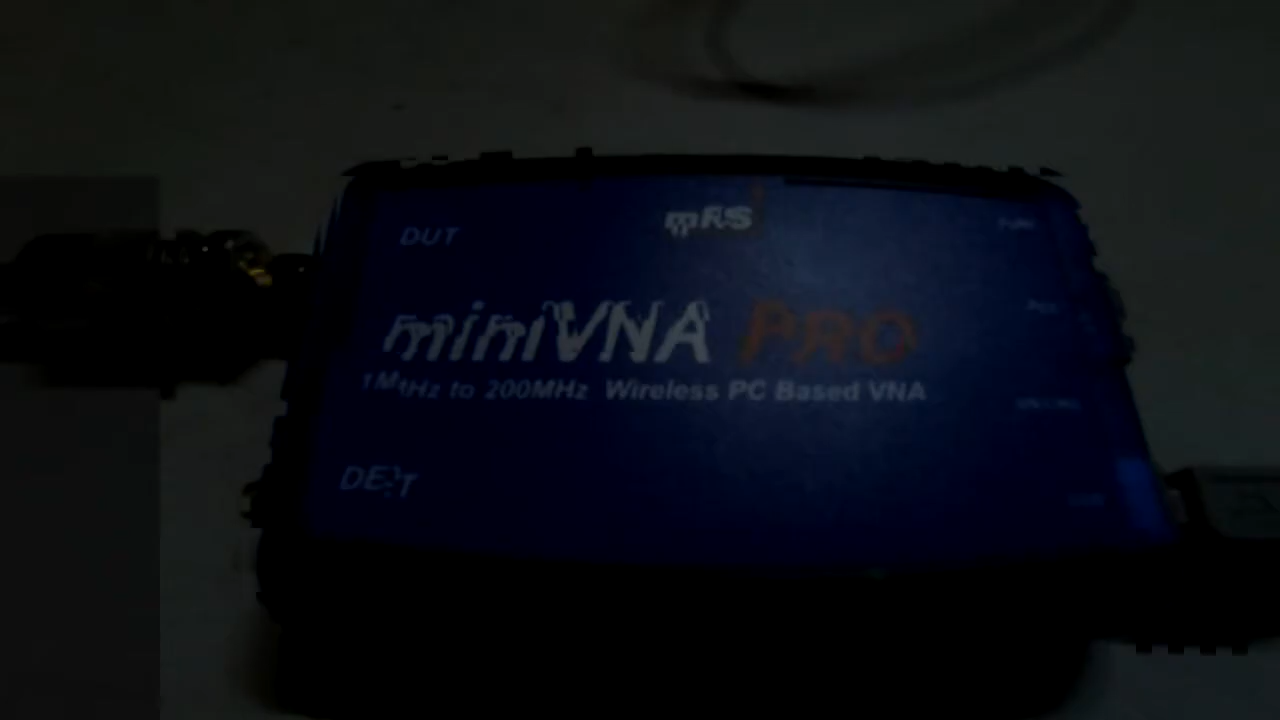 DUT
mRS
miniVNA PRO
1MHz to 200MHz Wireless PC Based VNA
DET